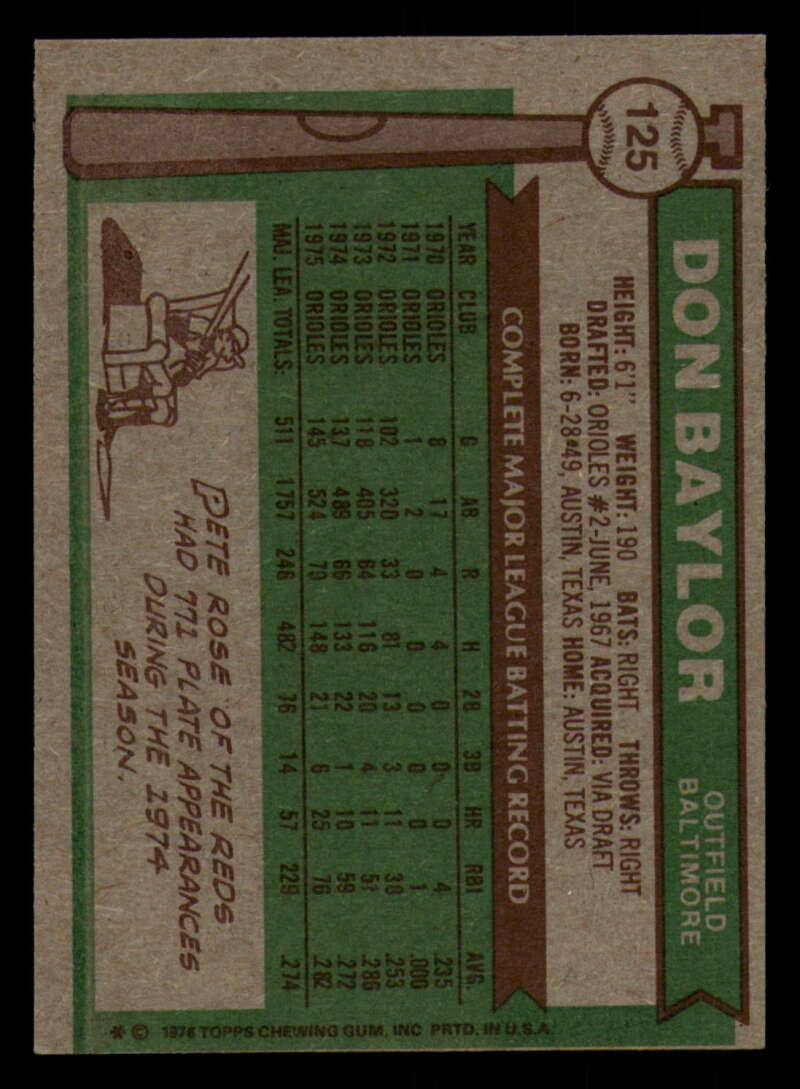 125
DON BAYLOR
OUTFIELD
BALTIMORE
HEIGHT: 6'1" WEIGHT: 190 BATS: RIGHT THROWS: RIGHT
DRAFTED: ORIOLES #2-JUNE, 1967 ACQUIRED: VIA DRAFT
BORN: 6-28-49, AUSTIN, TEXAS HOME: AUSTIN, TEXAS
COMPLETE MAJOR LEAGUE BATTING RECORD
YEAR CLUB G AB R H 2B 3B HR RBI AVG.
1970 ORIOLES 8 17 4 4 0 0 0 4 .235
1971 ORIOLES 1 2 0 0 0 0 0 1 .000
1972 ORIOLES 102 320 33 81 13 3 11 38 .253
1973 ORIOLES 118 405 64 116 20 4 11 51 .286
1974 ORIOLES 137 489 66 133 22 1 10 59 .272
1975 ORIOLES 145 524 79 148 21 6 25 76 .282
MAJ. LEA. TOTALS: 511 1757 246 482 76 14 57 229 .274
PETE ROSE OF THE REDS
HAD 771 PLATE APPEARANCES
DURING THE 1974
SEASON.
* © 1976 TOPPS CHEWING GUM, INC PRTD. IN U.S.A.